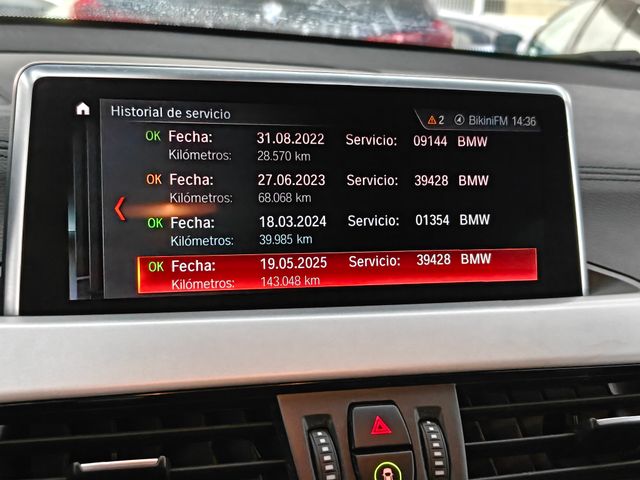 Historial de servicio
2 BikiniFM 14:36
OK Fecha: 31.08.2022 Servicio: 09144 BMW
Kilómetros: 28.570 km
OK Fecha: 27.06.2023 Servicio: 39428 BMW
Kilómetros: 68.068 km
OK Fecha: 18.03.2024 Servicio: 01354 BMW
Kilómetros: 39.985 km
OK Fecha: 19.05.2025 Servicio: 39428 BMW
Kilómetros: 143.048 km